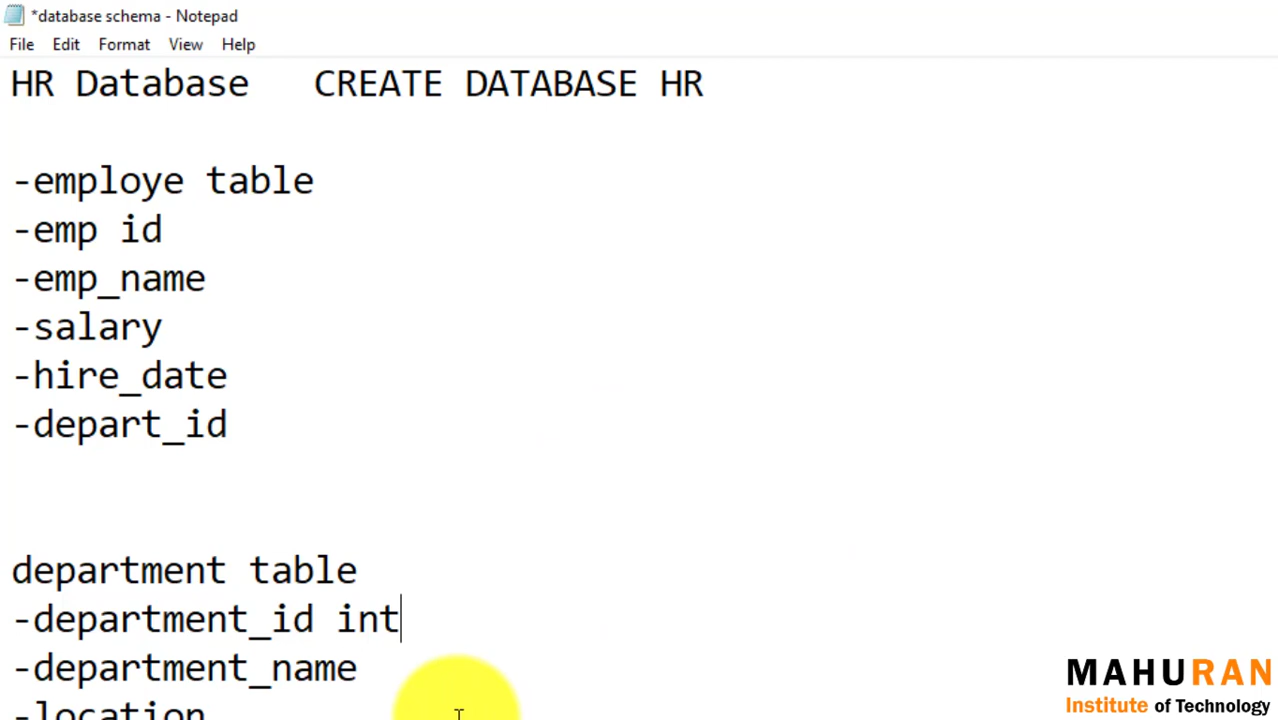 *database schema - Notepad
File Edit Format View Help
HR Database CREATE DATABASE HR
-employe table
-emp id
-emp_name
-salary
-hire_date
-depart_id
department table
-department_id int
-department_name
-location
MAHURAN
Institute of Technology